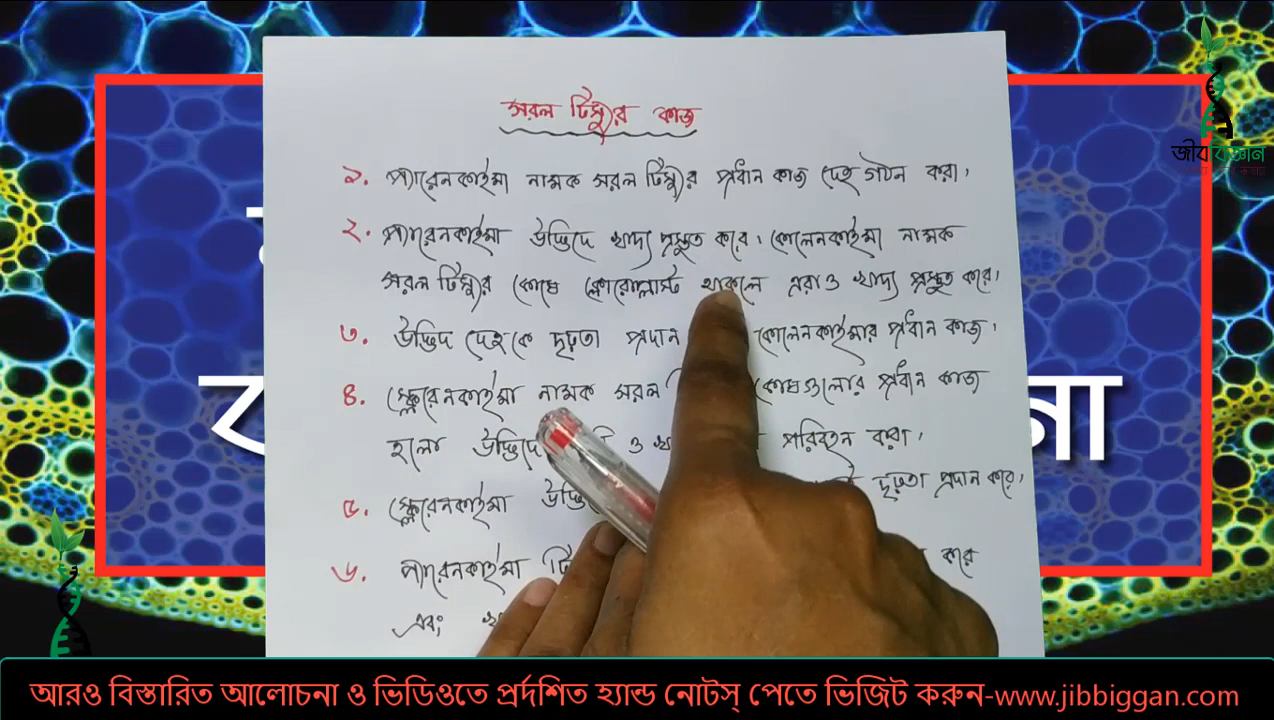 সরল টিস্যুর কাজ
১. প্যারেনকাইমা নামক সরল টিস্যুর প্রধান কাজ দেহ গঠন করা।
২. প্যারেনকাইমা উদ্ভিদে খাদ্য প্রস্তুত করে। কোলেনকাইমা নামক
সরল টিস্যুর কোষে ক্লোরোপ্লাস্ট থাকলে এরাও খাদ্য প্রস্তুত করে।
৩. উদ্ভিদ দেহকে দৃঢ়তা প্রদান কোলেনকাইমার প্রধান কাজ।
৪. স্ক্লেরেনকাইমা নামক সরল কোষগুলোর প্রধান কাজ
হলো ও পরিবহন করা।
৫. স্ক্লেরেনকাইমা দৃঢ়তা প্রদান করে।
৬. প্যারেনকাইমা করে
এবং
জীববিজ্ঞান
না
আরও বিস্তারিত আলোচনা ও ভিডিওতে প্রর্দশিত হ্যান্ড নোটস্ পেতে ভিজিট করুন-www.jibbiggan.com